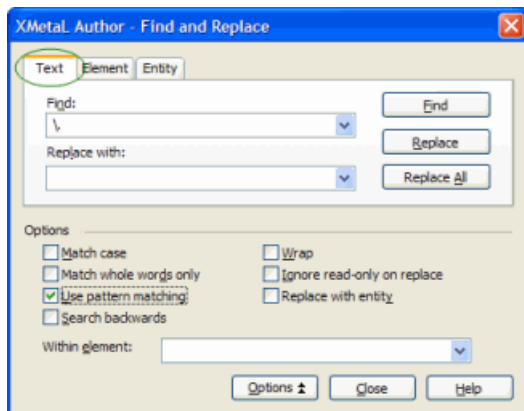 XMetaL Author - Find and Replace
Text Element Entity
Find:
Find
\.
Replace
Replace with:
Replace All
Options
Match case Wrap
Match whole words only Ignore read-only on replace
Use pattern matching Replace with entity
Search backwards
Within element:
Options Close Help